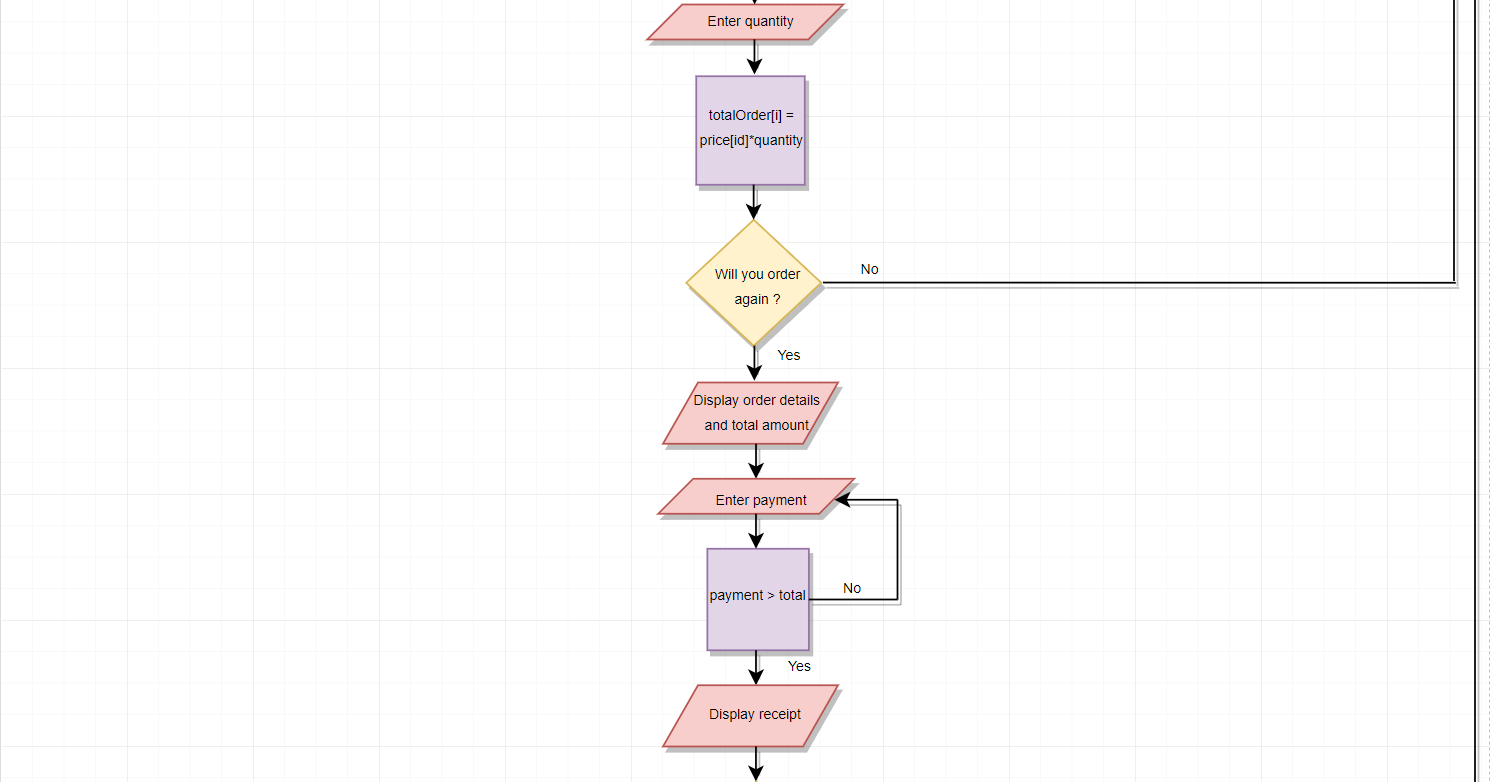 Enter quantity
totalOrder[i] =
price[id]*quantity
Will you order
again ?
No
Yes
Display order details
and total amount
Enter payment
payment > total
No
Yes
Display receipt